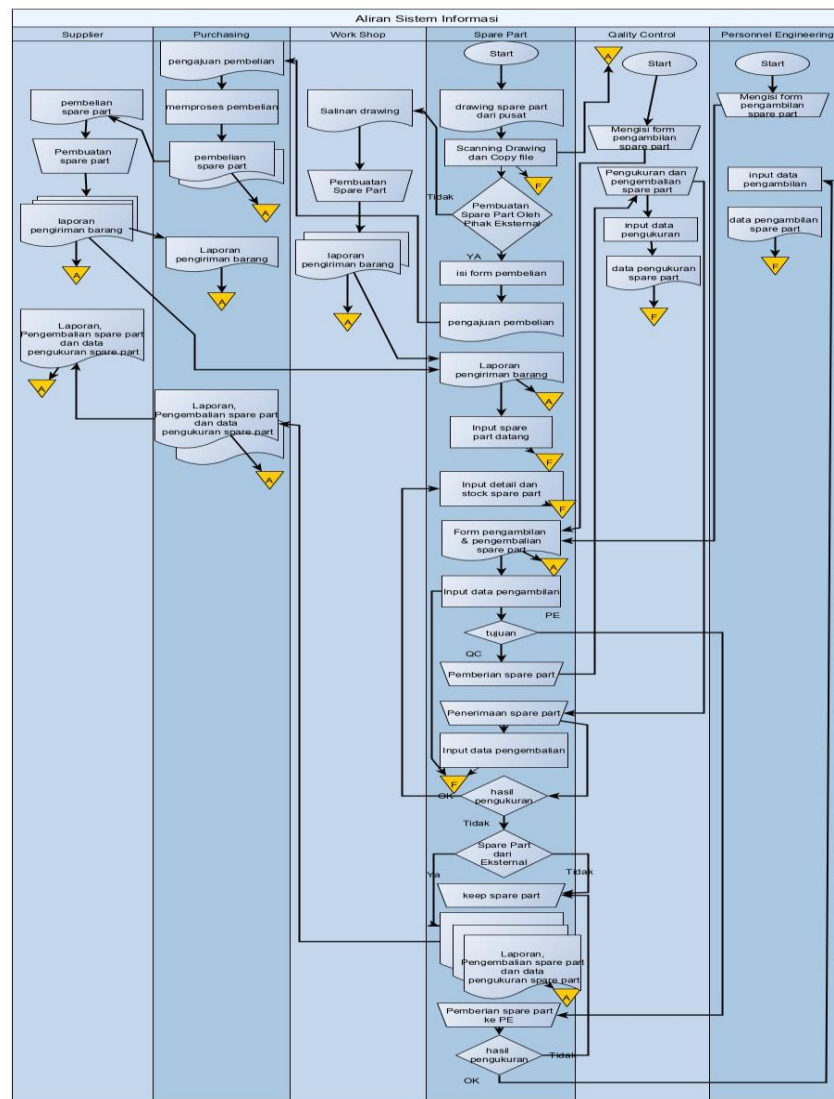 Aliran Sistem Informasi
Supplier
Purchasing
Work Shop
Spare Part
Qality Control
Personnel Engineering
pembelian
spare part
Pembuatan
spare part
laporan
pengiriman barang
A
Laporan,
Pengembalian spare part
dan data
pengukuran spare part
A
pengajuan pembelian
memproses pembelian
pembelian
spare part
A
Laporan
pengiriman barang
A
Laporan,
Pengembalian spare part
dan data
pengukuran spare part
A
Salinan drawing
Pembuatan
Spare Part
laporan
pengiriman barang
A
Start
drawing spare part
dari pusat
Scanning Drawing
dan Copy file
F
Tidak
Pembuatan
Spare Part Oleh
Pihak Eksternal
YA
isi form pembelian
pengajuan pembelian
Laporan
pengiriman barang
A
Input spare
part datang
F
Input detail dan
stock spare part
F
Form pengambilan
& pengembalian
spare part
A
Input data pengambilan
PE
tujuan
QC
Pemberian spare part
Penerimaan spare part
Input data pengembalian
F
OK
hasil
pengukuran
Tidak
Spare Part
dari
Eksternal
Ya
Tidak
keep spare part
Laporan,
Pengembalian spare part
dan data
pengukuran spare part
A
Pemberian spare part
ke PE
hasil
pengukuran
Tidak
OK
A
Start
Mengisi form
pengambilan
spare part
Pengukuran dan
pengembalian
spare part
input data
pengukuran
data pengukuran
spare part
F
Start
Mengisi form
pengambilan
spare part
input data
pengambilan
data pengambilan
spare part
F